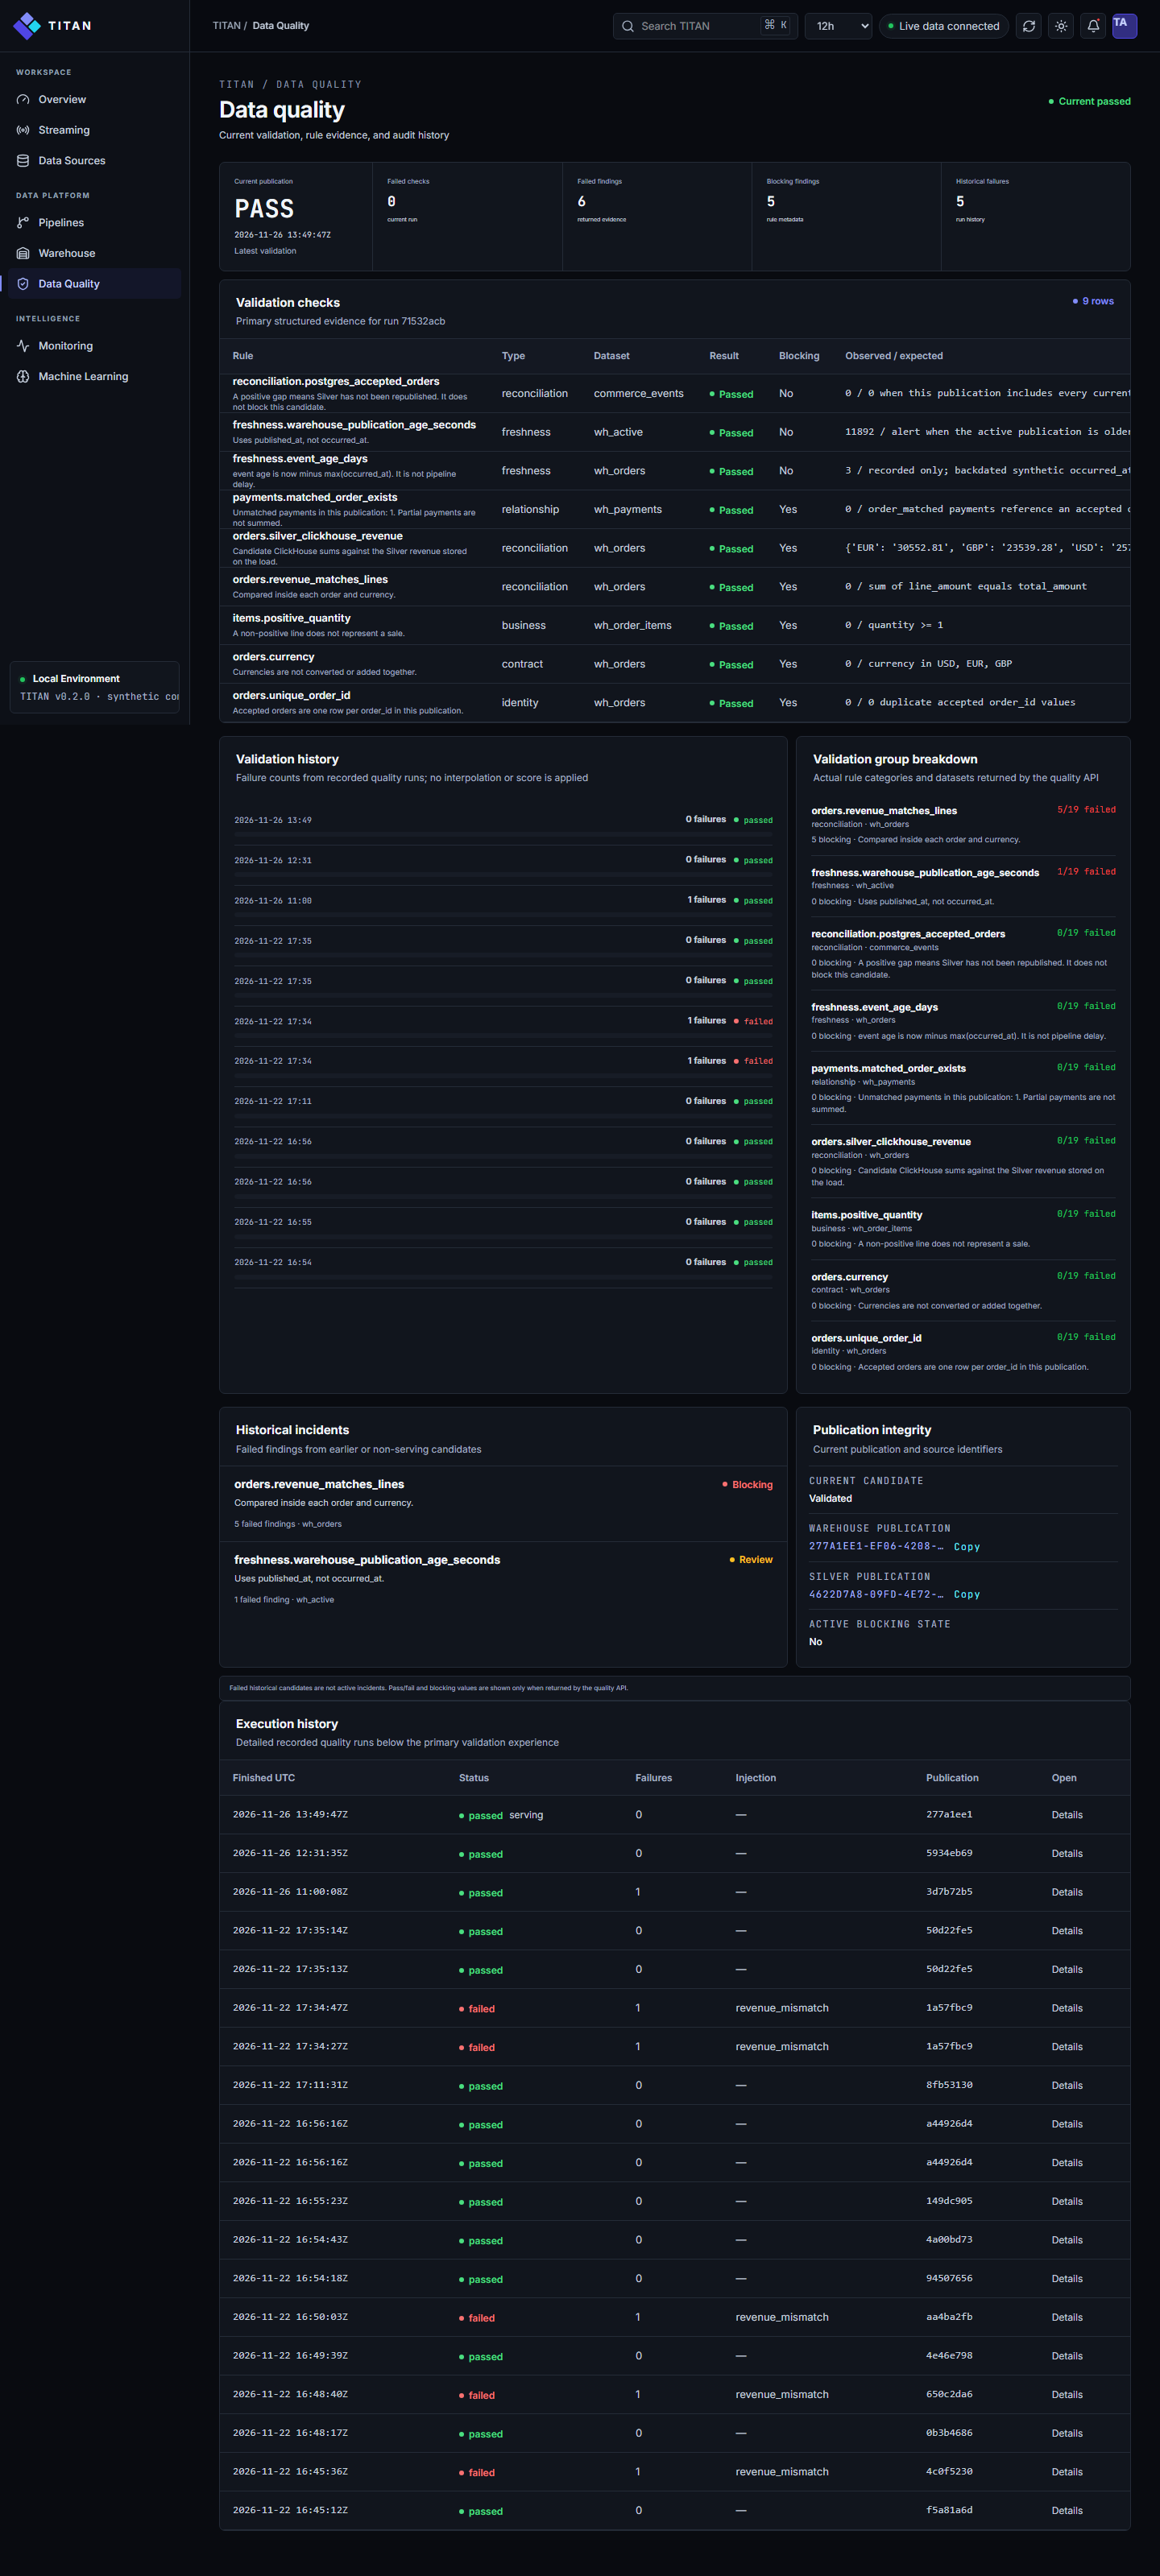 TITAN
TITAN / Data Quality
Search TITAN
⌘ K
12h
Live data connected
TA
WORKSPACE
Overview
Streaming
Data Sources
DATA PLATFORM
Pipelines
Warehouse
Data Quality
INTELLIGENCE
Monitoring
Machine Learning
Local Environment
TITAN v0.2.0 · synthetic
TITAN / DATA QUALITY
Data quality
Current validation, rule evidence, and audit history
Current passed
Current publication
PASS
2026-11-26 13:49:47Z
Latest validation
Failed checks
0
current run
Failed findings
6
returned evidence
Blocking findings
5
rule metadata
Historical failures
5
run history
Validation checks
Primary structured evidence for run 71532acb
9 rows
Rule Type Dataset Result Blocking Observed / expected
reconciliation.postgres_accepted_orders
A positive gap means Silver has not been republished. It does
not block this candidate.
reconciliation commerce_events Passed No 0 / 0 when this publication includes every current
freshness.warehouse_publication_age_seconds
Uses published_at, not occurred_at.
freshness wh_active Passed No 11892 / alert when the active publication is older
freshness.event_age_days
event age is now minus max(occurred_at). It is not pipeline
delay.
freshness wh_orders Passed No 3 / recorded only; backdated synthetic occurred_at
payments.matched_order_exists
Unmatched payments in this publication: 1. Partial payments are
not summed.
relationship wh_payments Passed Yes 0 / order_matched payments reference an accepted
orders.silver_clickhouse_revenue
Candidate ClickHouse sums against the Silver revenue stored
on the load.
reconciliation wh_orders Passed Yes {'EUR': '30552.81', 'GBP': '23539.28', 'USD': '257
orders.revenue_matches_lines
Compared inside each order and currency.
reconciliation wh_orders Passed Yes 0 / sum of line_amount equals total_amount
items.positive_quantity
A non-positive line does not represent a sale.
business wh_order_items Passed Yes 0 / quantity >= 1
orders.currency
Currencies are not converted or added together.
contract wh_orders Passed Yes 0 / currency in USD, EUR, GBP
orders.unique_order_id
Accepted orders are one row per order_id in this publication.
identity wh_orders Passed Yes 0 / 0 duplicate accepted order_id values
Validation history
Failure counts from recorded quality runs; no interpolation or score is applied
2026-11-26 13:49 0 failures passed
2026-11-26 12:31 0 failures passed
2026-11-26 11:00 1 failures passed
2026-11-22 17:35 0 failures passed
2026-11-22 17:35 0 failures passed
2026-11-22 17:34 1 failures failed
2026-11-22 17:34 1 failures failed
2026-11-22 17:11 0 failures passed
2026-11-22 16:56 0 failures passed
2026-11-22 16:56 0 failures passed
2026-11-22 16:55 0 failures passed
2026-11-22 16:54 0 failures passed
Validation group breakdown
Actual rule categories and datasets returned by the quality API
orders.revenue_matches_lines 5/19 failed
reconciliation · wh_orders
5 blocking · Compared inside each order and currency.
freshness.warehouse_publication_age_seconds 1/19 failed
freshness · wh_active
0 blocking · Uses published_at, not occurred_at.
reconciliation.postgres_accepted_orders 0/19 failed
reconciliation · commerce_events
0 blocking · A positive gap means Silver has not been republished. It does not
block this candidate.
freshness.event_age_days 0/19 failed
freshness · wh_orders
0 blocking · event age is now minus max(occurred_at). It is not pipeline delay.
payments.matched_order_exists 0/19 failed
relationship · wh_payments
0 blocking · Unmatched payments in this publication: 1. Partial payments are not
summed.
orders.silver_clickhouse_revenue 0/19 failed
reconciliation · wh_orders
0 blocking · Candidate ClickHouse sums against the Silver revenue stored on
the load.
items.positive_quantity 0/19 failed
business · wh_order_items
0 blocking · A non-positive line does not represent a sale.
orders.currency 0/19 failed
contract · wh_orders
0 blocking · Currencies are not converted or added together.
orders.unique_order_id 0/19 failed
identity · wh_orders
0 blocking · Accepted orders are one row per order_id in this publication.
Historical incidents
Failed findings from earlier or non-serving candidates
orders.revenue_matches_lines Blocking
Compared inside each order and currency.
5 failed findings · wh_orders
freshness.warehouse_publication_age_seconds Review
Uses published_at, not occurred_at.
1 failed finding · wh_active
Publication integrity
Current publication and source identifiers
CURRENT CANDIDATE
Validated
WAREHOUSE PUBLICATION
277A1EE1-EF06-4208-… Copy
SILVER PUBLICATION
4622D7A8-09FD-4E72-… Copy
ACTIVE BLOCKING STATE
No
Failed historical candidates are not active incidents. Pass/fail and blocking values are shown only when returned by the quality API.
Execution history
Detailed recorded quality runs below the primary validation experience
Finished UTC Status Failures Injection Publication Open
2026-11-26 13:49:47Z passed serving 0 — 277a1ee1 Details
2026-11-26 12:31:35Z passed 0 — 5934eb69 Details
2026-11-26 11:00:08Z passed 1 — 3d7b72b5 Details
2026-11-22 17:35:14Z passed 0 — 50d22fe5 Details
2026-11-22 17:35:13Z passed 0 — 50d22fe5 Details
2026-11-22 17:34:47Z failed 1 revenue_mismatch 1a57fbc9 Details
2026-11-22 17:34:27Z failed 1 revenue_mismatch 1a57fbc9 Details
2026-11-22 17:11:31Z passed 0 — 8fb53130 Details
2026-11-22 16:56:16Z passed 0 — a44926d4 Details
2026-11-22 16:56:16Z passed 0 — a44926d4 Details
2026-11-22 16:55:23Z passed 0 — 149dc905 Details
2026-11-22 16:54:43Z passed 0 — 4a00bd73 Details
2026-11-22 16:54:18Z passed 0 — 94507656 Details
2026-11-22 16:50:03Z failed 1 revenue_mismatch aa4ba2fb Details
2026-11-22 16:49:39Z passed 0 — 4e46e798 Details
2026-11-22 16:48:40Z failed 1 revenue_mismatch 650c2da6 Details
2026-11-22 16:48:17Z passed 0 — 0b3b4686 Details
2026-11-22 16:45:36Z failed 1 revenue_mismatch 4c0f5230 Details
2026-11-22 16:45:12Z passed 0 — f5a81a6d Details